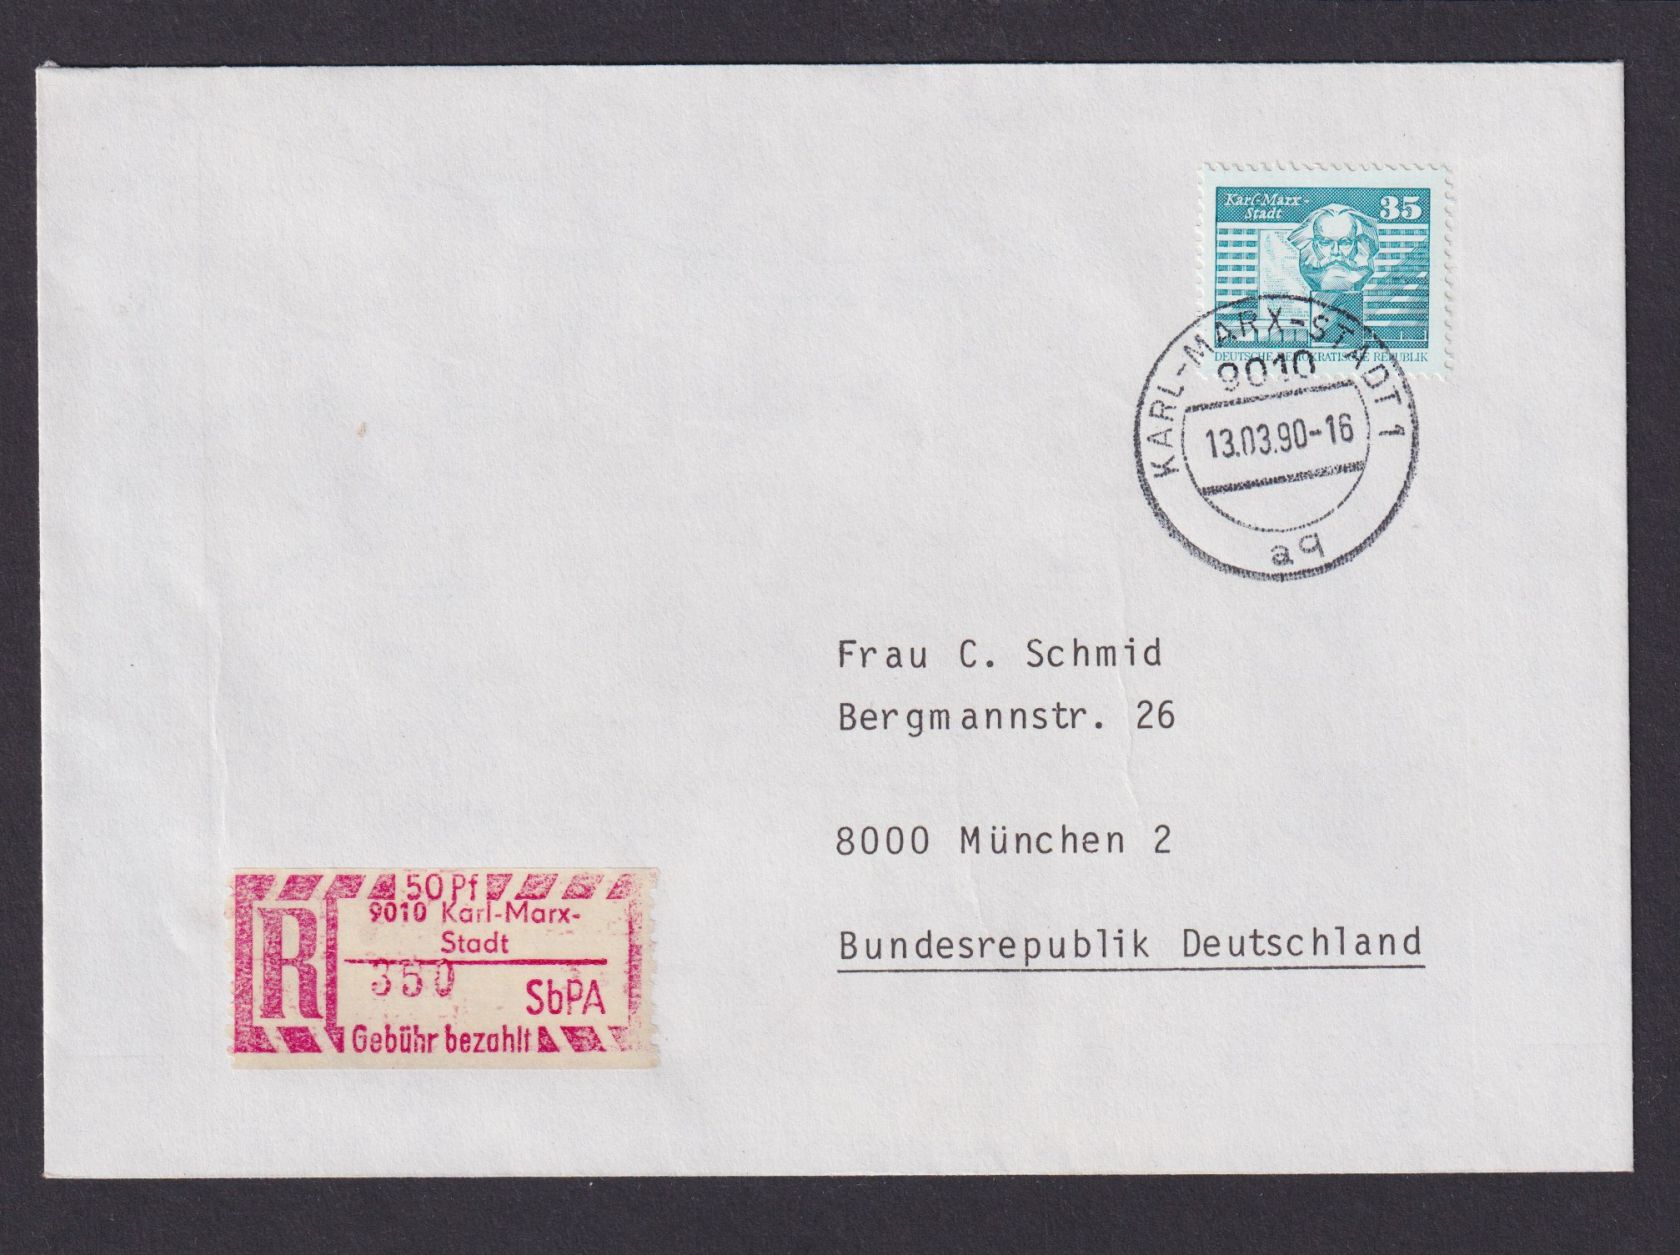 Karl-Marx-
Stadt
35
DEUTSCHE DEMOKRATISCHE REPUBLIK
KARL-MARX-STADT 1
9010
13.03.90-16
aq
Frau C. Schmid
Bergmannstr. 26
8000 München 2
Bundesrepublik Deutschland
50 Pf
R
9010 Karl-Marx-
Stadt
350
SbPA
Gebühr bezahlt